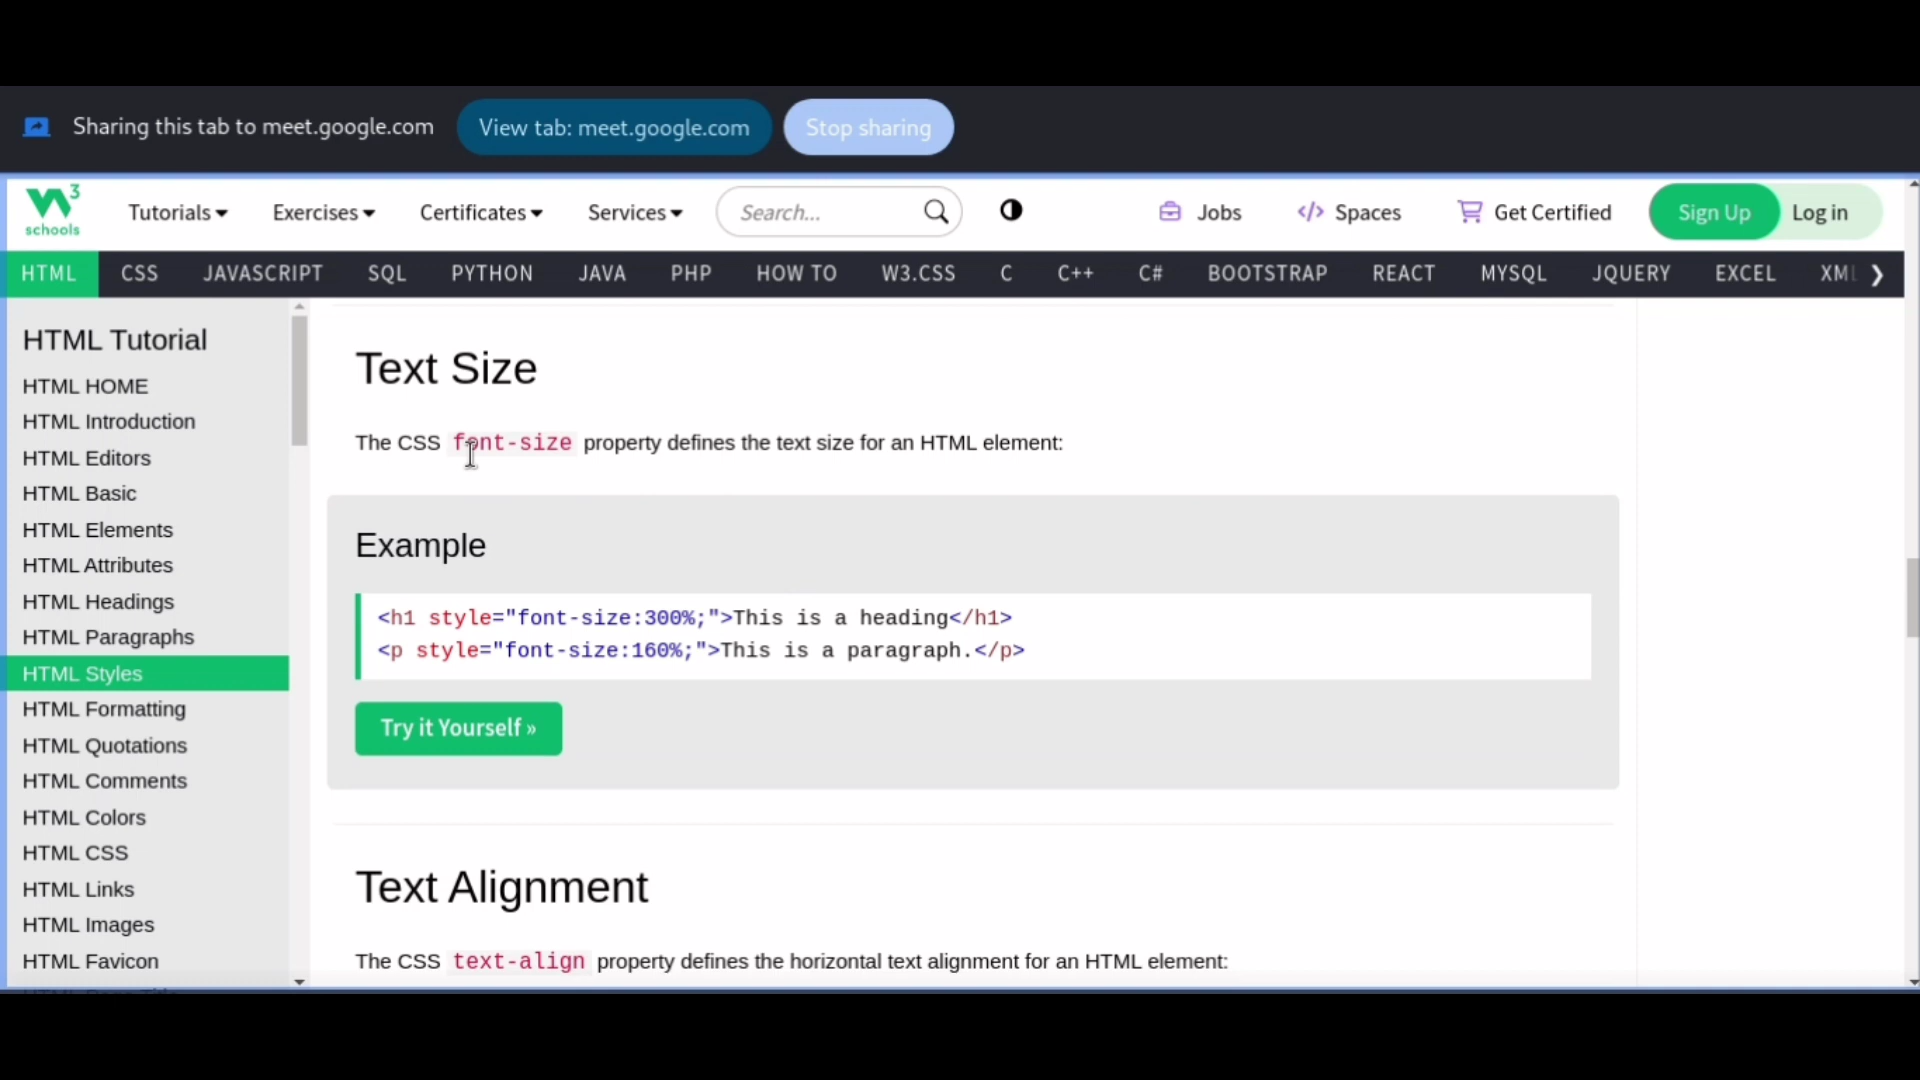 Sharing this tab to meet.google.com View tab: meet.google.com Stop sharing
W3 schools Tutorials Exercises Certificates Services Search... Jobs </> Spaces Get Certified Sign Up Log in
HTML CSS JAVASCRIPT SQL PYTHON JAVA PHP HOW TO W3.CSS C C++ C# BOOTSTRAP REACT MYSQL JQUERY EXCEL XML ❯
HTML Tutorial
HTML HOME
HTML Introduction
HTML Editors
HTML Basic
HTML Elements
HTML Attributes
HTML Headings
HTML Paragraphs
HTML Styles
HTML Formatting
HTML Quotations
HTML Comments
HTML Colors
HTML CSS
HTML Links
HTML Images
HTML Favicon
Text Size
The CSS font-size property defines the text size for an HTML element:
Example
<h1 style="font-size:300%;">This is a heading</h1>
<p style="font-size:160%;">This is a paragraph.</p>
Try it Yourself »
Text Alignment
The CSS text-align property defines the horizontal text alignment for an HTML element: